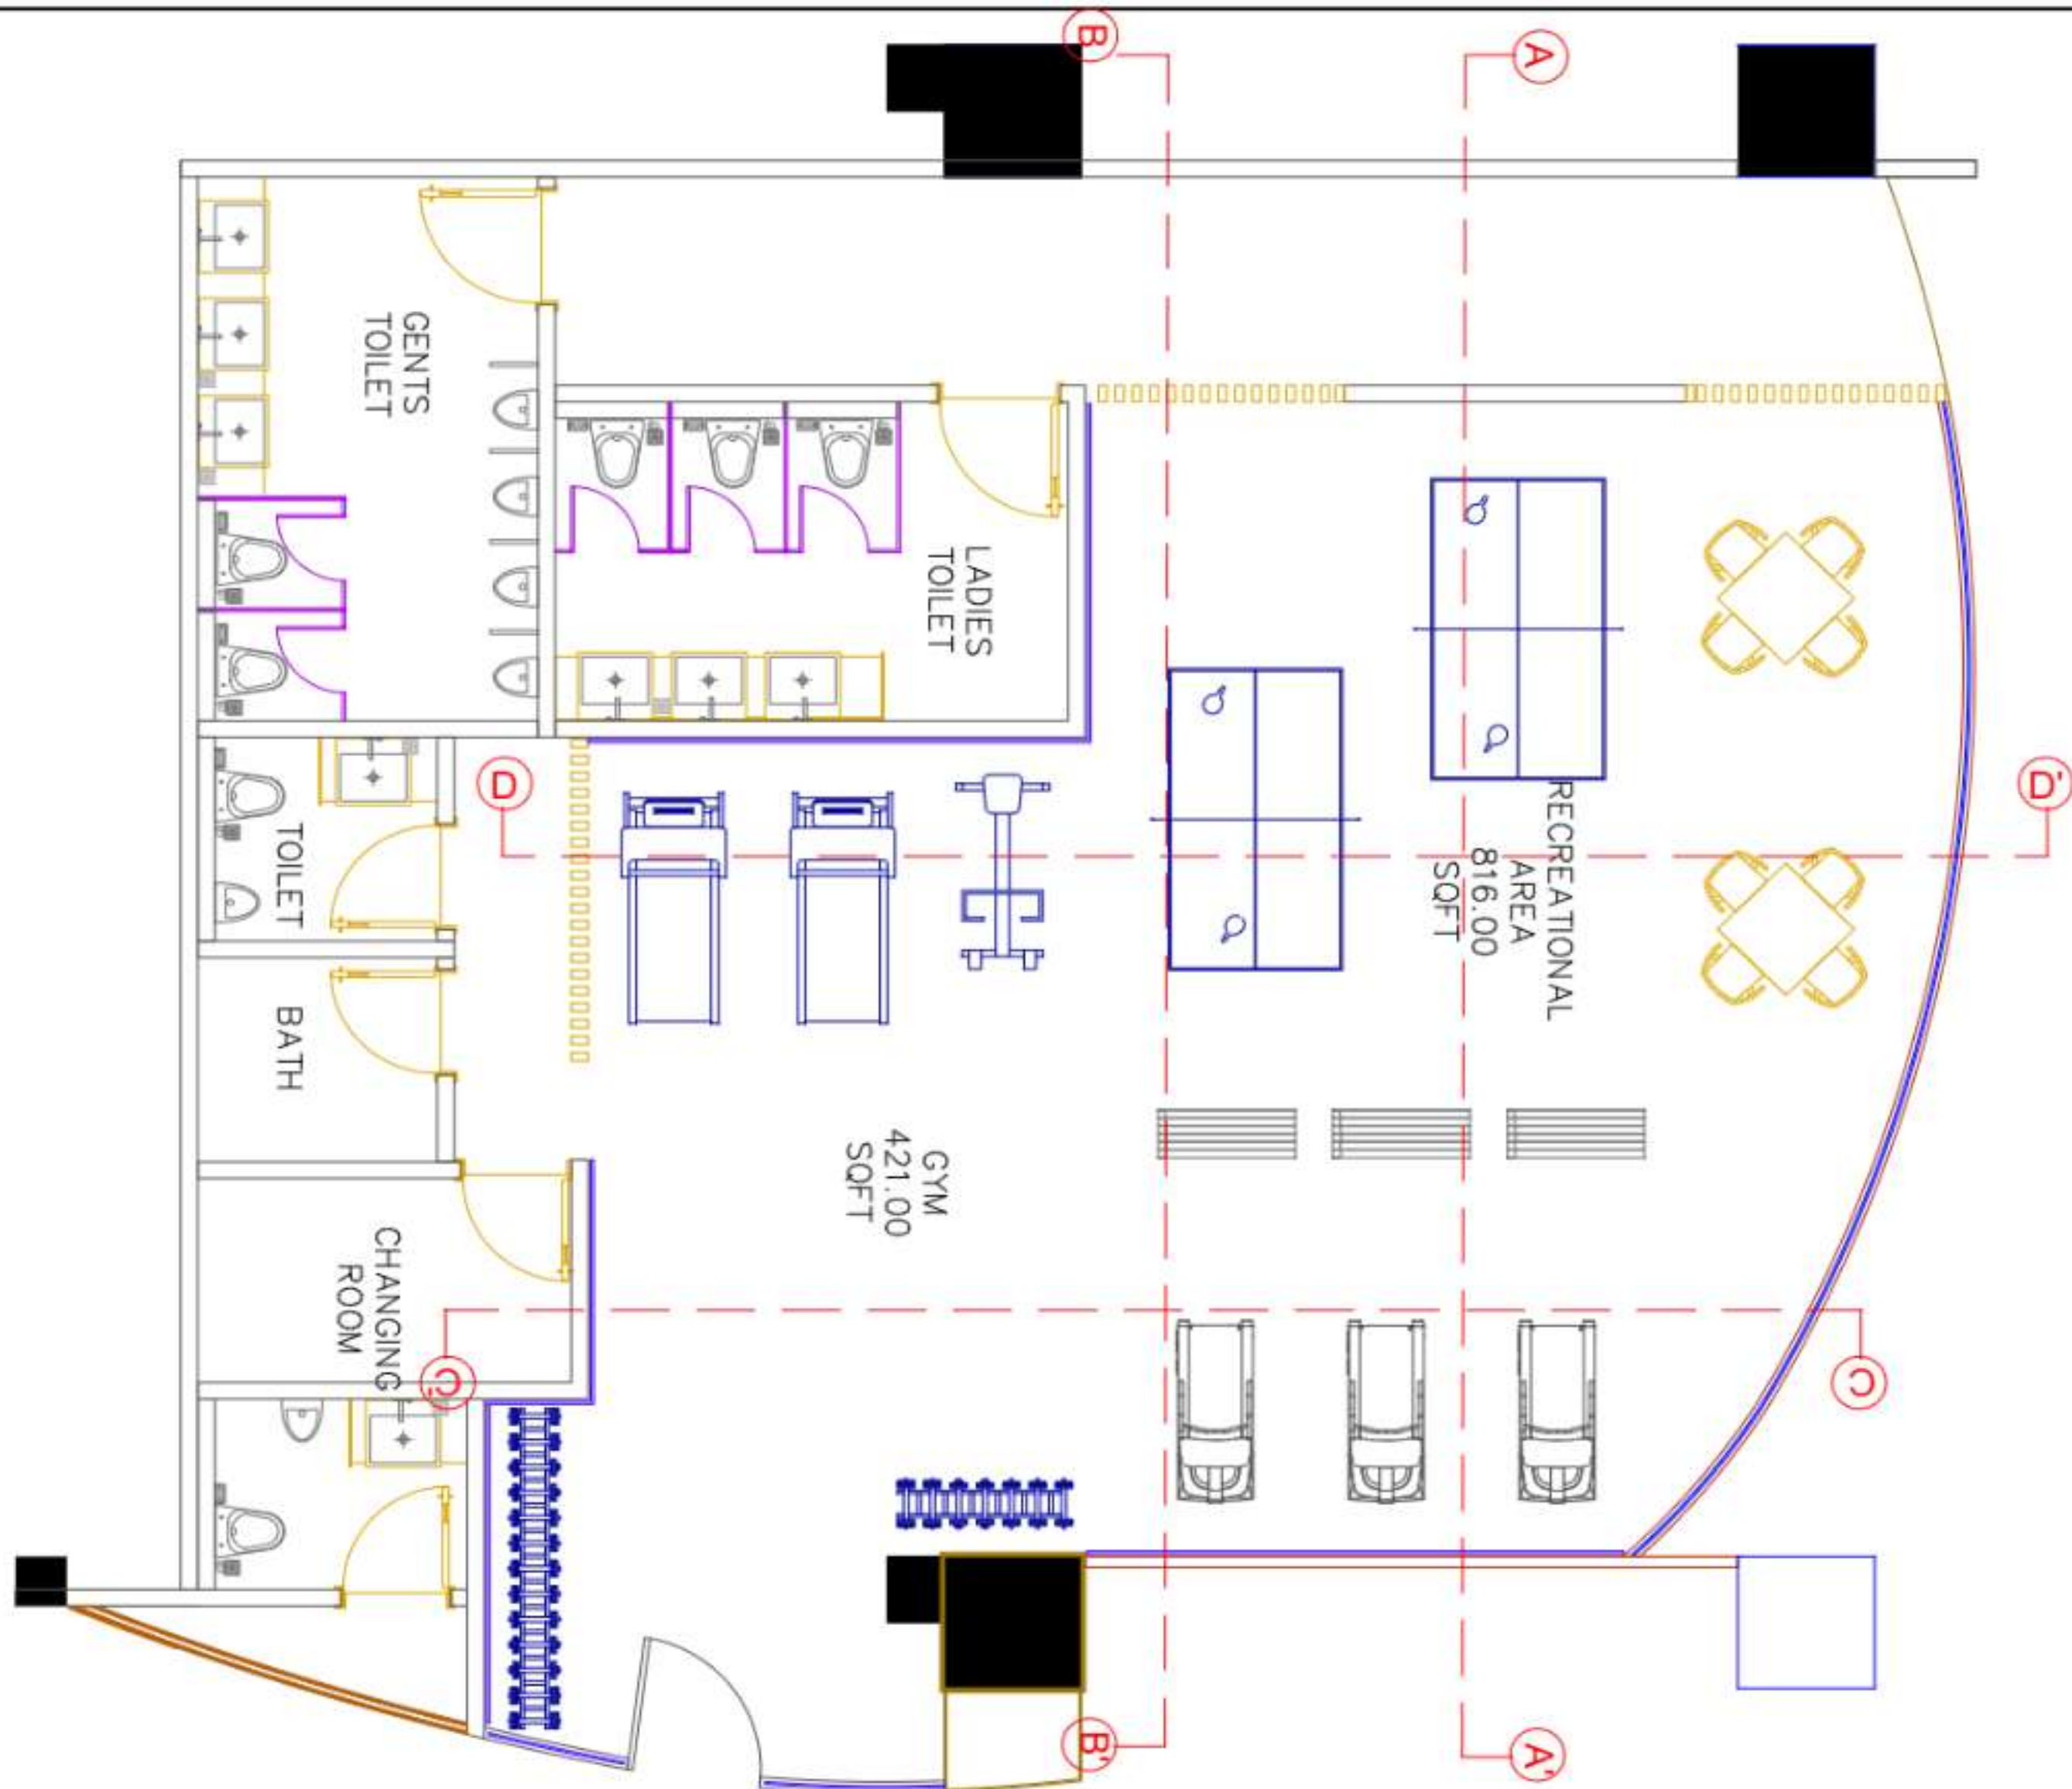 B
A
GENTS
TOILET
LADIES
TOILET
D
D'
RECREATIONAL
AREA
816.00
SQFT
TOILET
BATH
GYM
421.00
SQFT
CHANGING
ROOM
C'
C
B'
A'